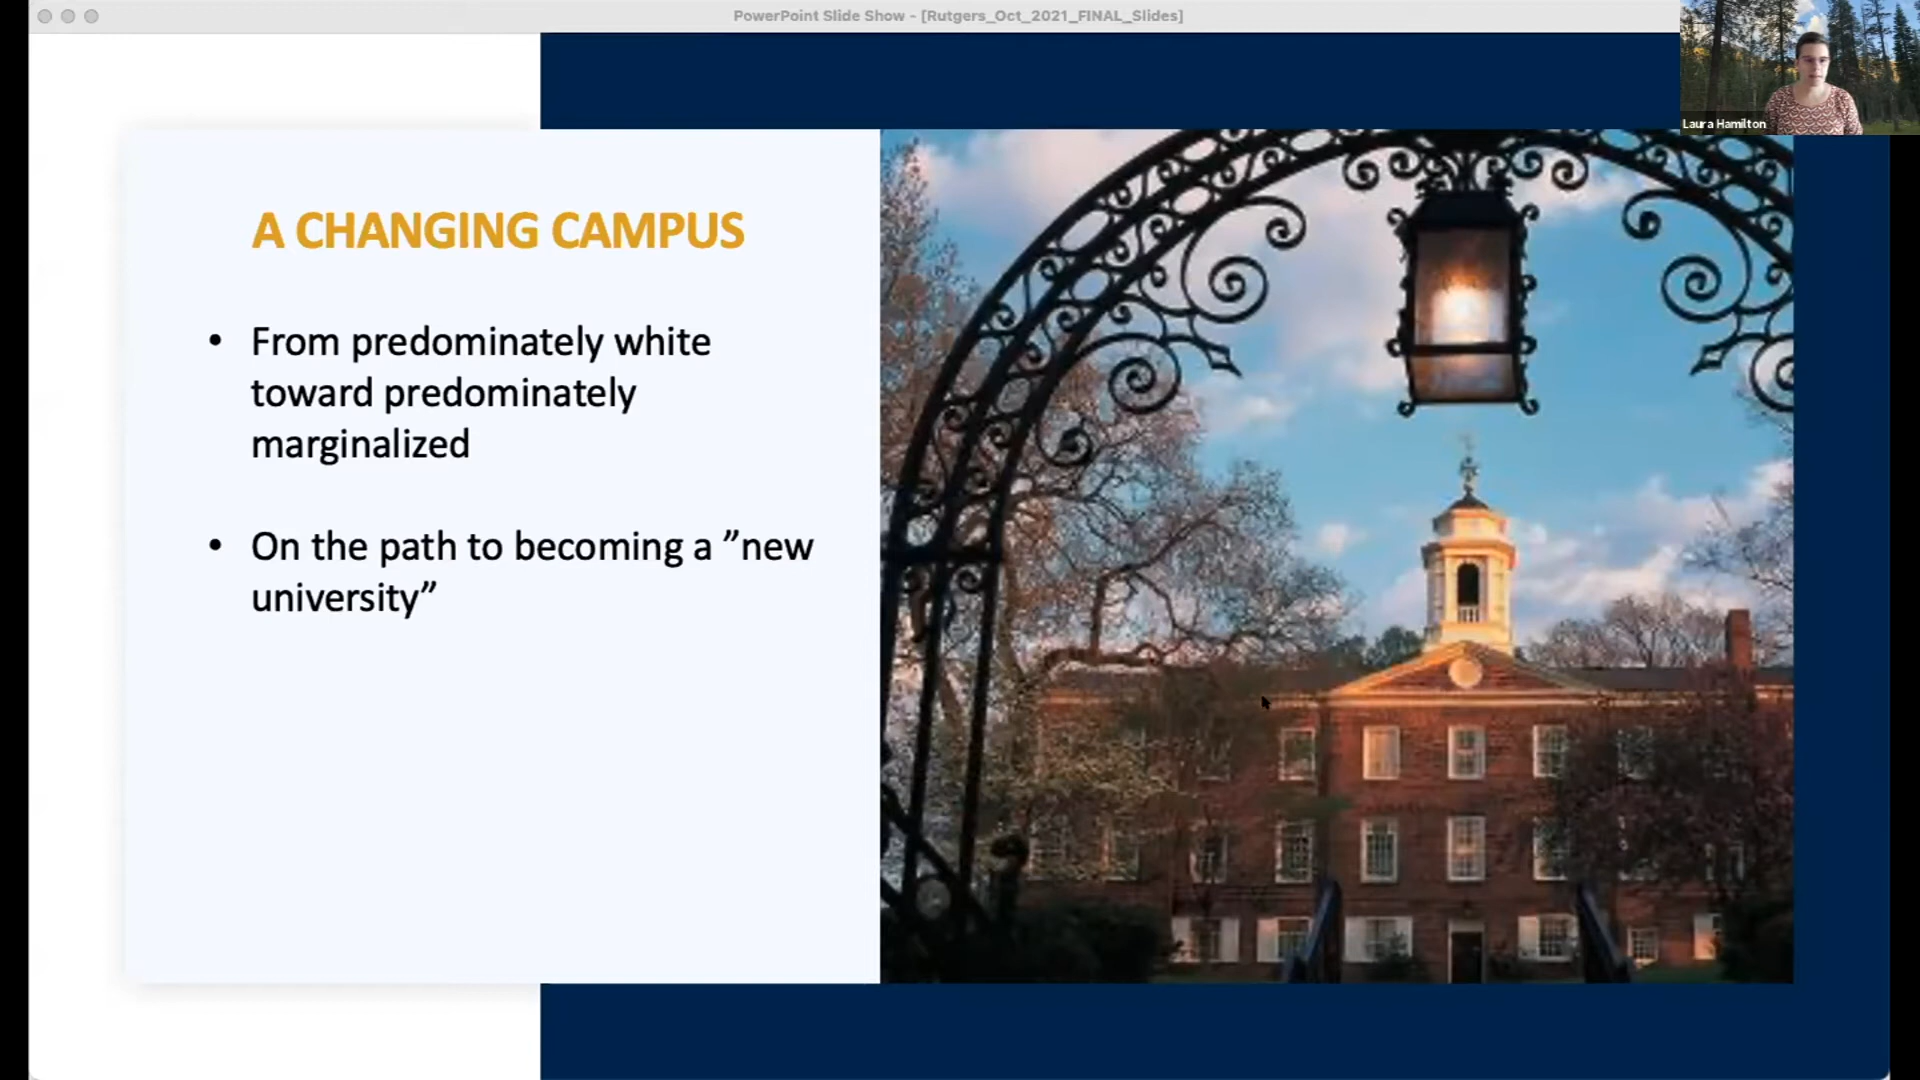 PowerPoint Slide Show - [Rutgers_Oct_2021_FINAL_Slides]
Laura Hamilton
A CHANGING CAMPUS
• From predominately white
toward predominately
marginalized
• On the path to becoming a ”new
university”